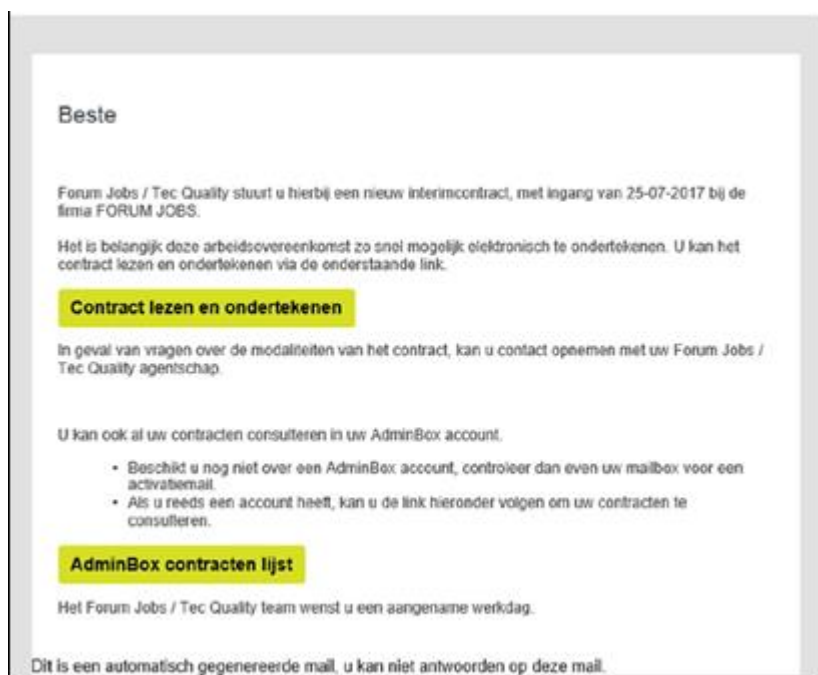 Beste
Forum Jobs / Tec Quality stuurt u hierbij een nieuw interimcontract, met ingang van 25-07-2017 bij de
firma FORUM JOBS.
Het is belangijk deze arbeidsovereenkomst zo snel mogelijk elektronisch te ondertekenen. U kan het
contract lezen en ondertekenen via de onderstaande link.
Contract lezen en ondertekenen
In geval van vragen over de modaliteiten van het contract, kan u contact opnemen met uw Forum Jobs /
Tec Quality agentschap.
U kan ook al uw contracten consulteren in uw AdminBox account.
• Beschikt u nog niet over een AdminBox account, controleer dan even uw mailbox voor een
activatiemail.
• Als u reeds een account heeft, kan u de link hieronder volgen om uw contracten te
consulteren.
AdminBox contracten lijst
Het Forum Jobs / Tec Quality team wenst u een aangename werkdag.
Dit is een automatisch gegenereerde mail, u kan niet antwoorden op deze mail.